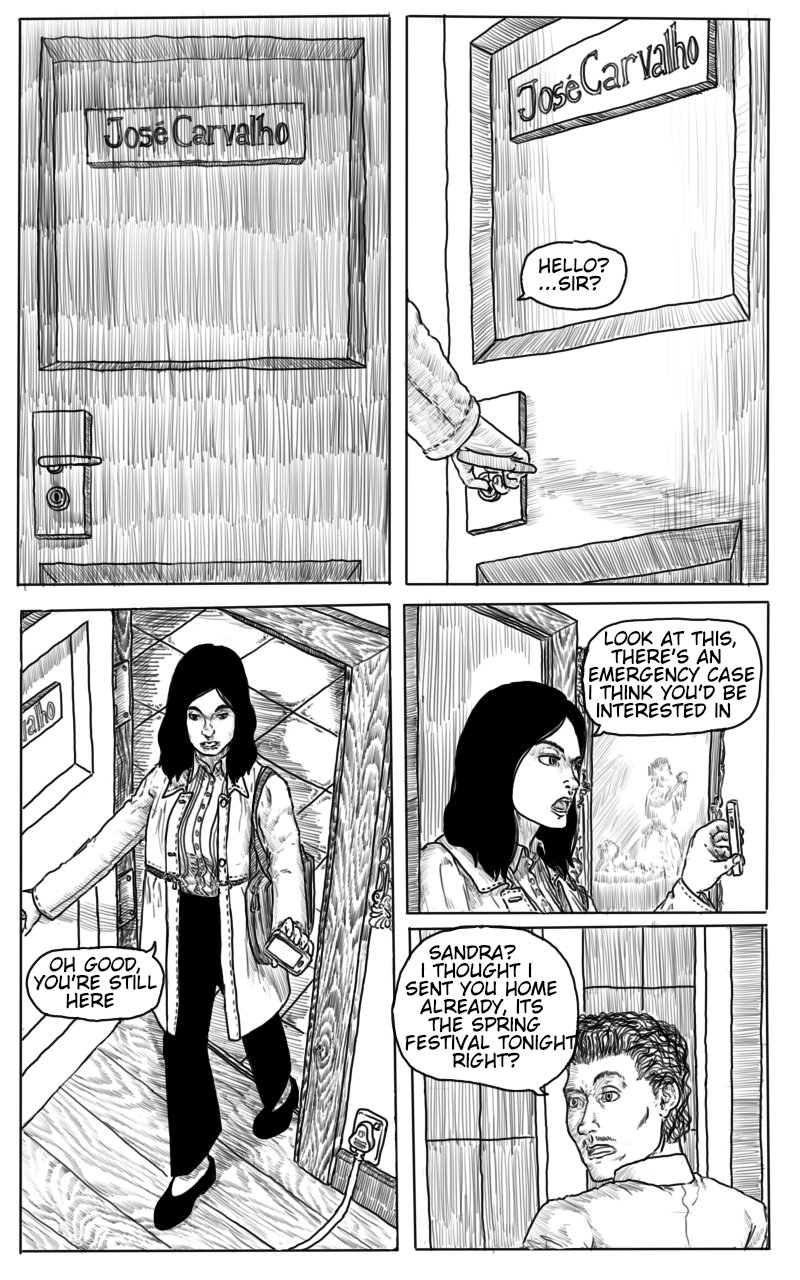 José Carvalho
José Carvalho
HELLO?
...SIR?
alho
OH GOOD,
YOU'RE STILL
HERE
LOOK AT THIS,
THERE'S AN
EMERGENCY CASE
I THINK YOU'D BE
INTERESTED IN
SANDRA?
I THOUGHT I
SENT YOU HOME
ALREADY, ITS
THE SPRING
FESTIVAL TONIGHT
RIGHT?